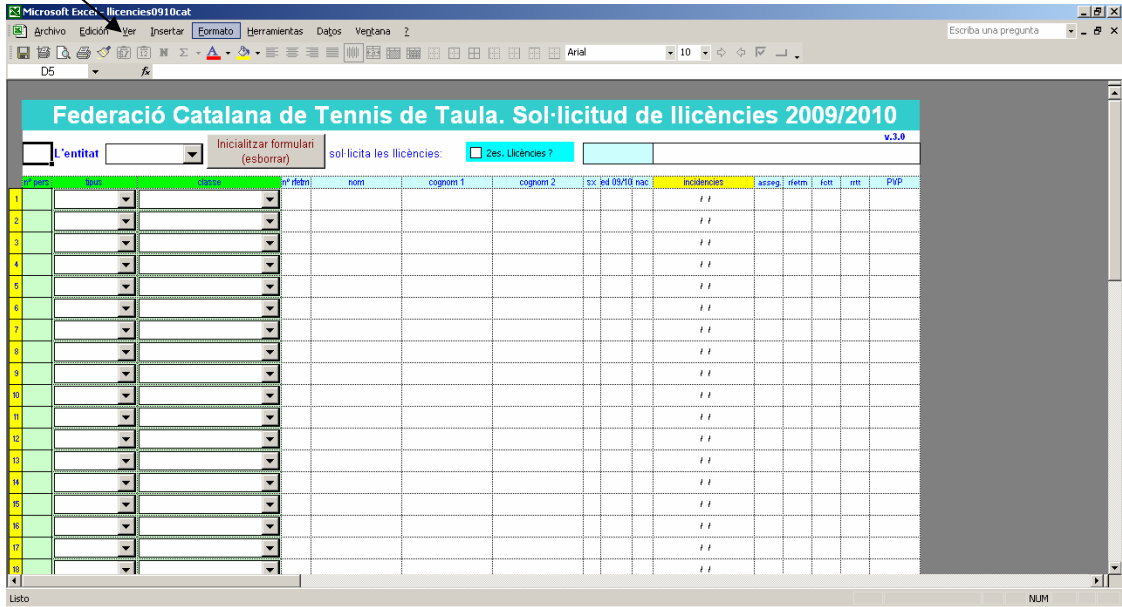 Microsoft Excel - llicencies0910cat
Archivo Edición Ver Insertar Formato Herramientas Datos Ventana ? Escriba una pregunta
N Σ A Arial 10
D5 fx
Federació Catalana de Tennis de Taula. Sol·licitud de llicències 2009/2010
v.3.0
L'entitat Inicialitzar formulari (esborrar) sol·licita les llicències: 2es. Llicències ?
nº pers tipus classe nº rfetm nom cognom 1 cognom 2 sx ed 09/10 nac incidencies asseg. rfetm fctt rrtt PVP
1 / /
2 / /
3 / /
4 / /
5 / /
6 / /
7 / /
8 / /
9 / /
10 / /
11 / /
12 / /
13 / /
14 / /
15 / /
16 / /
17 / /
18 / /
Listo NUM